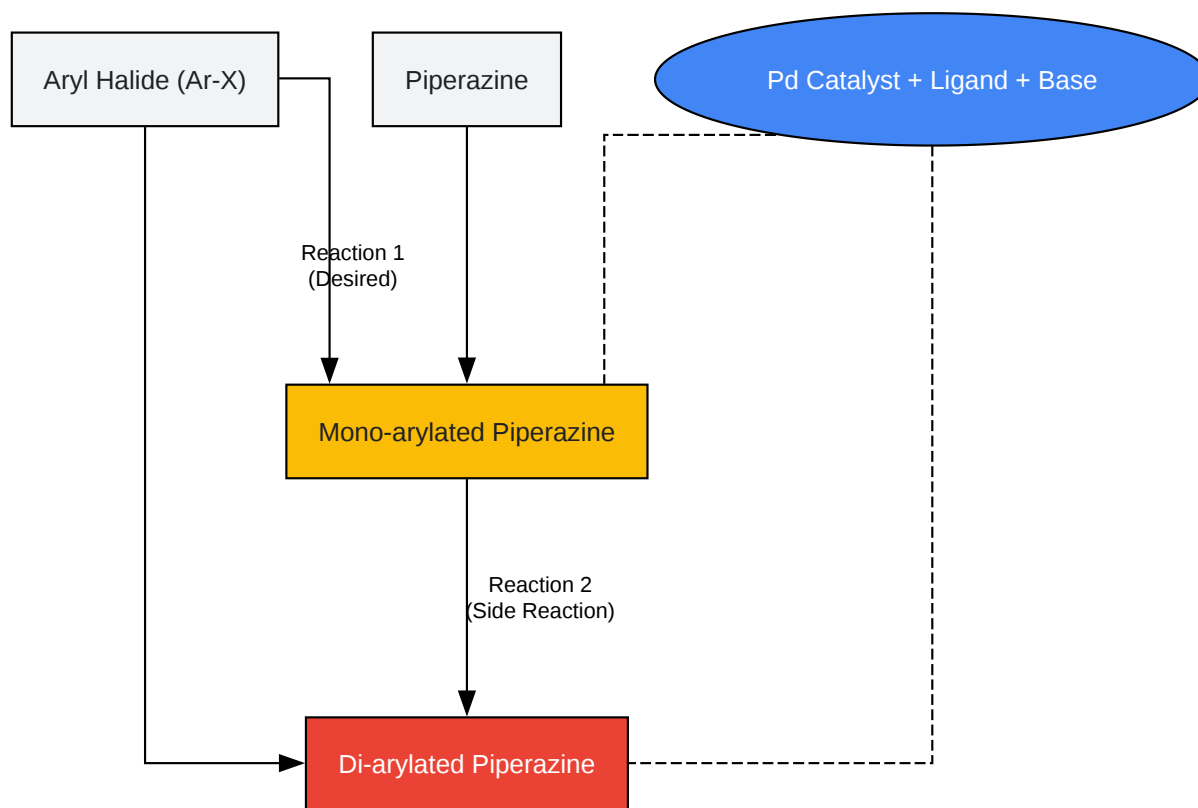 Aryl Halide (Ar-X)
Piperazine
Pd Catalyst + Ligand + Base
Reaction 1
(Desired)
Mono-arylated Piperazine
Reaction 2
(Side Reaction)
Di-arylated Piperazine